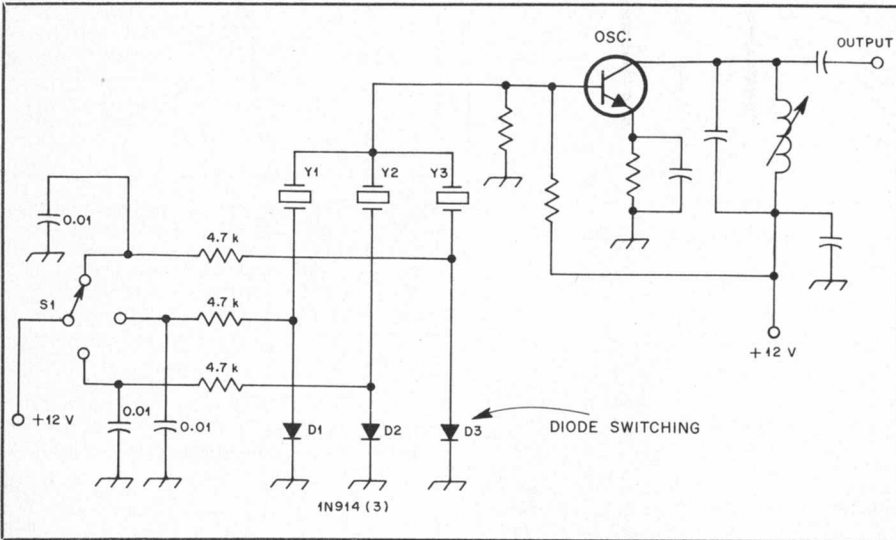 OSC.
OUTPUT
Y1
Y2
Y3
0.01
4.7 k
S1
4.7 k
+12 V
4.7 k
+12 V
0.01
0.01
D1
D2
D3
DIODE SWITCHING
1N914 (3)